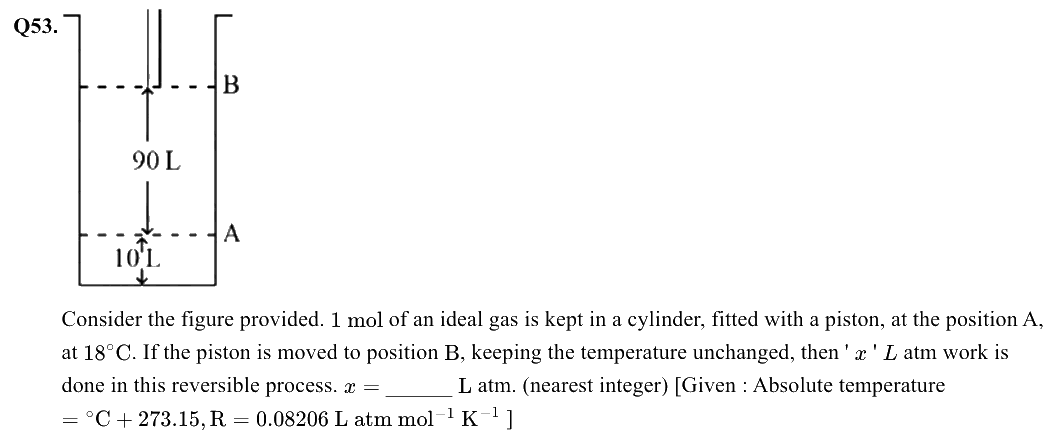 Q53.
B
90 L
A
10 L
Consider the figure provided. 1 mol of an ideal gas is kept in a cylinder, fitted with a piston, at the position A,
at 18°C. If the piston is moved to position B, keeping the temperature unchanged, then ' x ' L atm work is
done in this reversible process. x = ______ L atm. (nearest integer) [Given : Absolute temperature
= °C + 273.15, R = 0.08206 L atm mol⁻¹ K⁻¹ ]